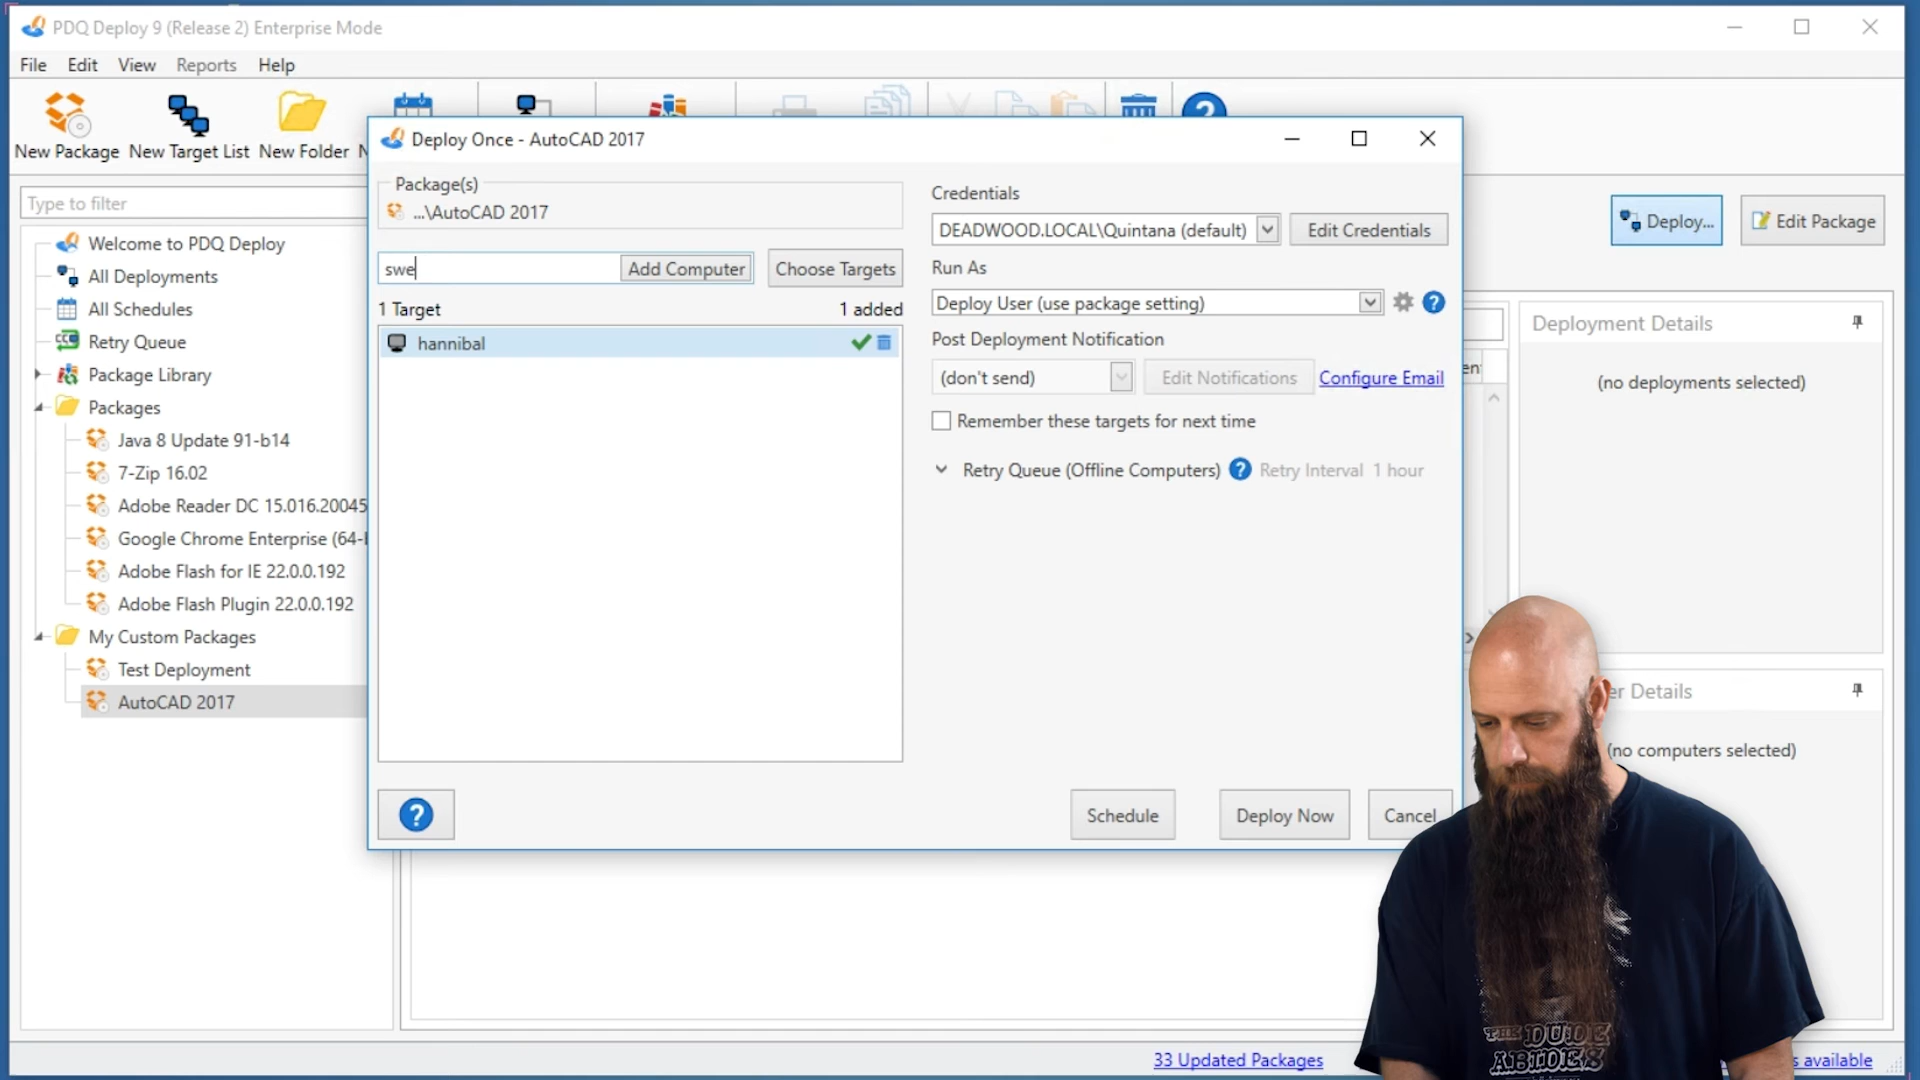 PDQ Deploy 9 (Release 2) Enterprise Mode
File Edit View Reports Help
New Package New Target List New Folder
Deploy Once - AutoCAD 2017
Type to filter
Welcome to PDQ Deploy
All Deployments
All Schedules
Retry Queue
Package Library
Packages
Java 8 Update 91-b14
7-Zip 16.02
Adobe Reader DC 15.016.20045
Google Chrome Enterprise (64-
Adobe Flash for IE 22.0.0.192
Adobe Flash Plugin 22.0.0.192
My Custom Packages
Test Deployment
AutoCAD 2017
Package(s)
...\AutoCAD 2017
swe
Add Computer
Choose Targets
1 Target
1 added
hannibal
Credentials
DEADWOOD.LOCAL\Quintana (default)
Edit Credentials
Run As
Deploy User (use package setting)
Post Deployment Notification
(don't send)
Edit Notifications
Configure Email
Remember these targets for next time
Retry Queue (Offline Computers) Retry Interval 1 hour
Schedule
Deploy Now
Cancel
Deploy...
Edit Package
Deployment Details
(no deployments selected)
er Details
(no computers selected)
THE DUDE
ABIDES
33 Updated Packages
s available